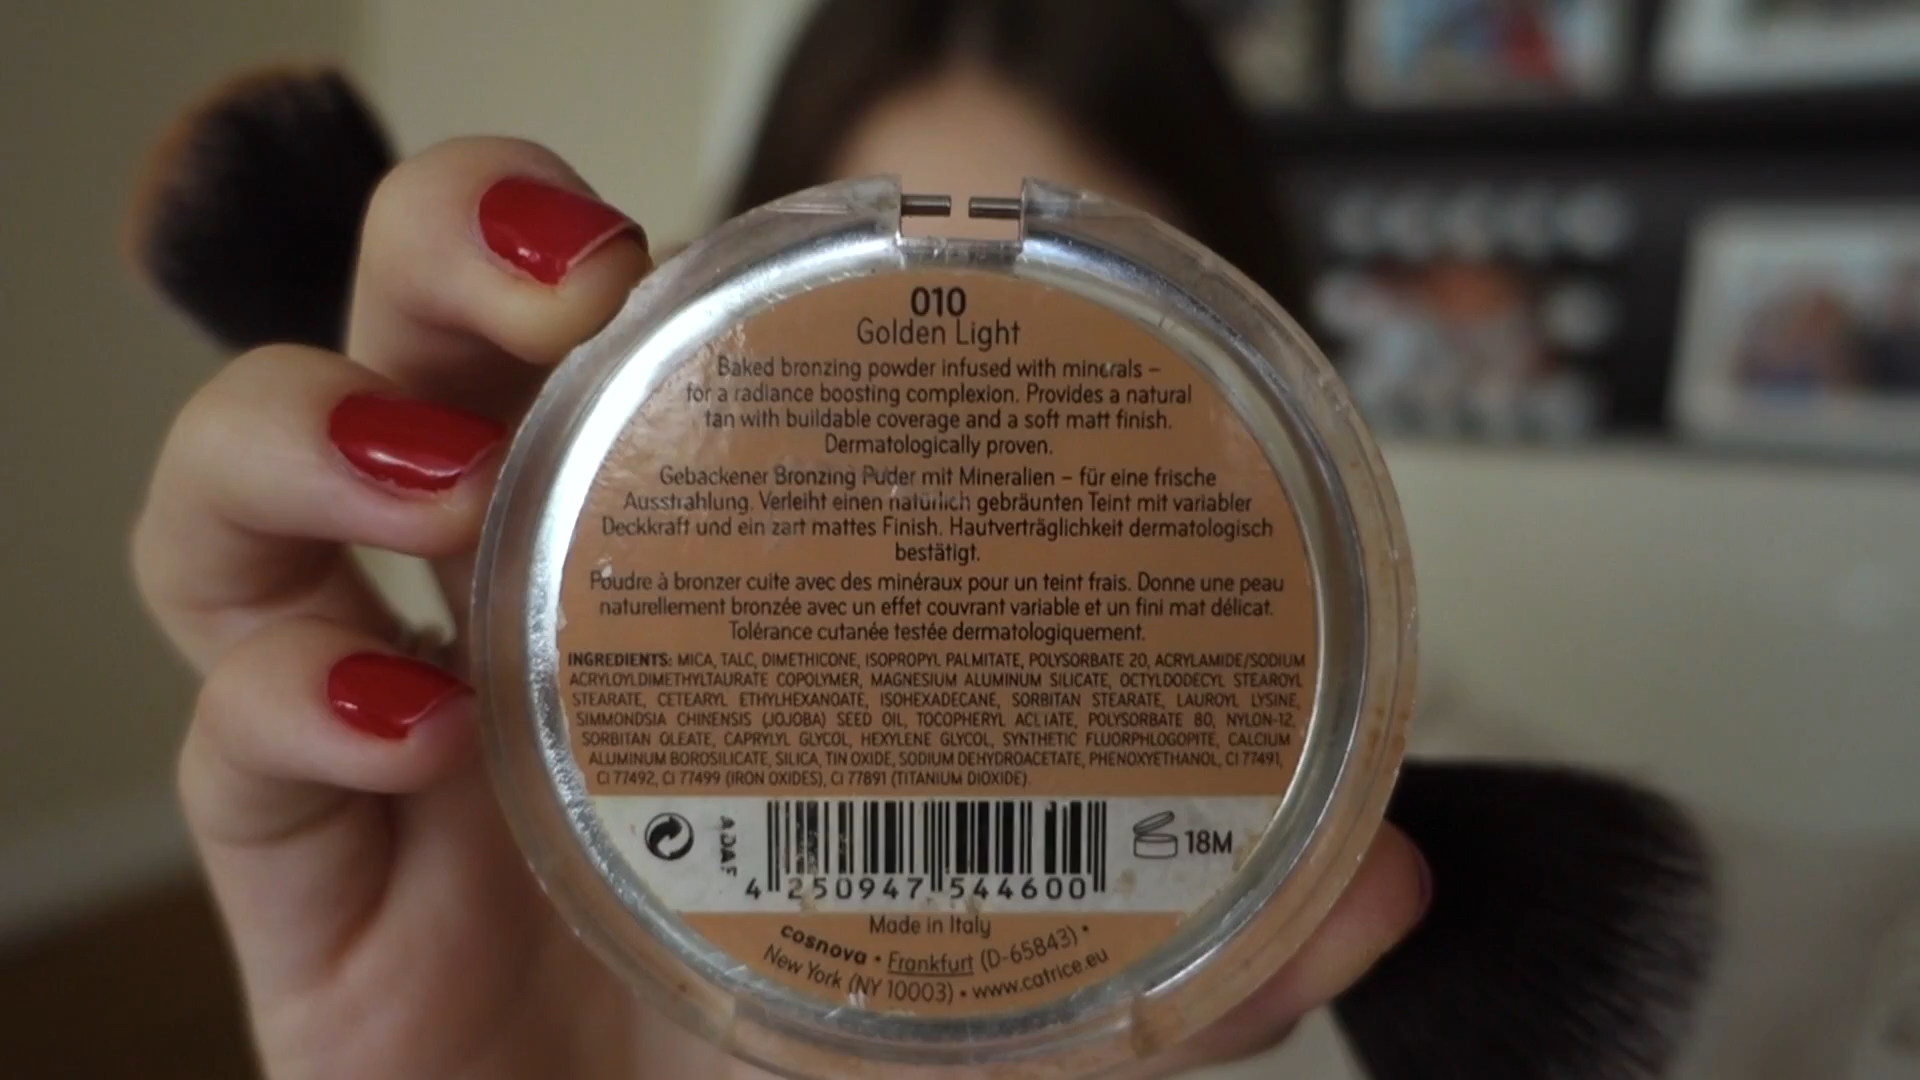 010
Golden Light
Baked bronzing powder infused with minerals –
for a radiance boosting complexion. Provides a natural
tan with buildable coverage and a soft matt finish.
Dermatologically proven.
Gebackener Bronzing Puder mit Mineralien – für eine frische
Ausstrahlung. Verleiht einen natürlich gebräunten Teint mit variabler
Deckkraft und ein zart mattes Finish. Hautverträglichkeit dermatologisch
bestätigt.
Poudre à bronzer cuite avec des minéraux pour un teint frais. Donne une peau
naturellement bronzée avec un effet couvrant variable et un fini mat délicat.
Tolérance cutanée testée dermatologiquement.
INGREDIENTS: MICA, TALC, DIMETHICONE, ISOPROPYL PALMITATE, POLYSORBATE 20, ACRYLAMIDE/SODIUM
ACRYLOYLDIMETHYLTAURATE COPOLYMER, MAGNESIUM ALUMINUM SILICATE, OCTYLDODECYL STEAROYL
STEARATE, CETEARYL ETHYLHEXANOATE, ISOHEXADECANE, SORBITAN STEARATE, LAUROYL LYSINE,
SIMMONDSIA CHINENSIS (JOJOBA) SEED OIL, TOCOPHERYL ACETATE, POLYSORBATE 80, NYLON-12,
SORBITAN OLEATE, CAPRYLYL GLYCOL, HEXYLENE GLYCOL, SYNTHETIC FLUORPHLOGOPITE, CALCIUM
ALUMINUM BOROSILICATE, SILICA, TIN OXIDE, SODIUM DEHYDROACETATE, PHENOXYETHANOL, CI 77491,
CI 77492, CI 77499 (IRON OXIDES), CI 77891 (TITANIUM DIOXIDE).
18M
4 250947 544600
Made in Italy
cosnova • Frankfurt (D-65843) •
New York (NY 10003) • www.catrice.eu